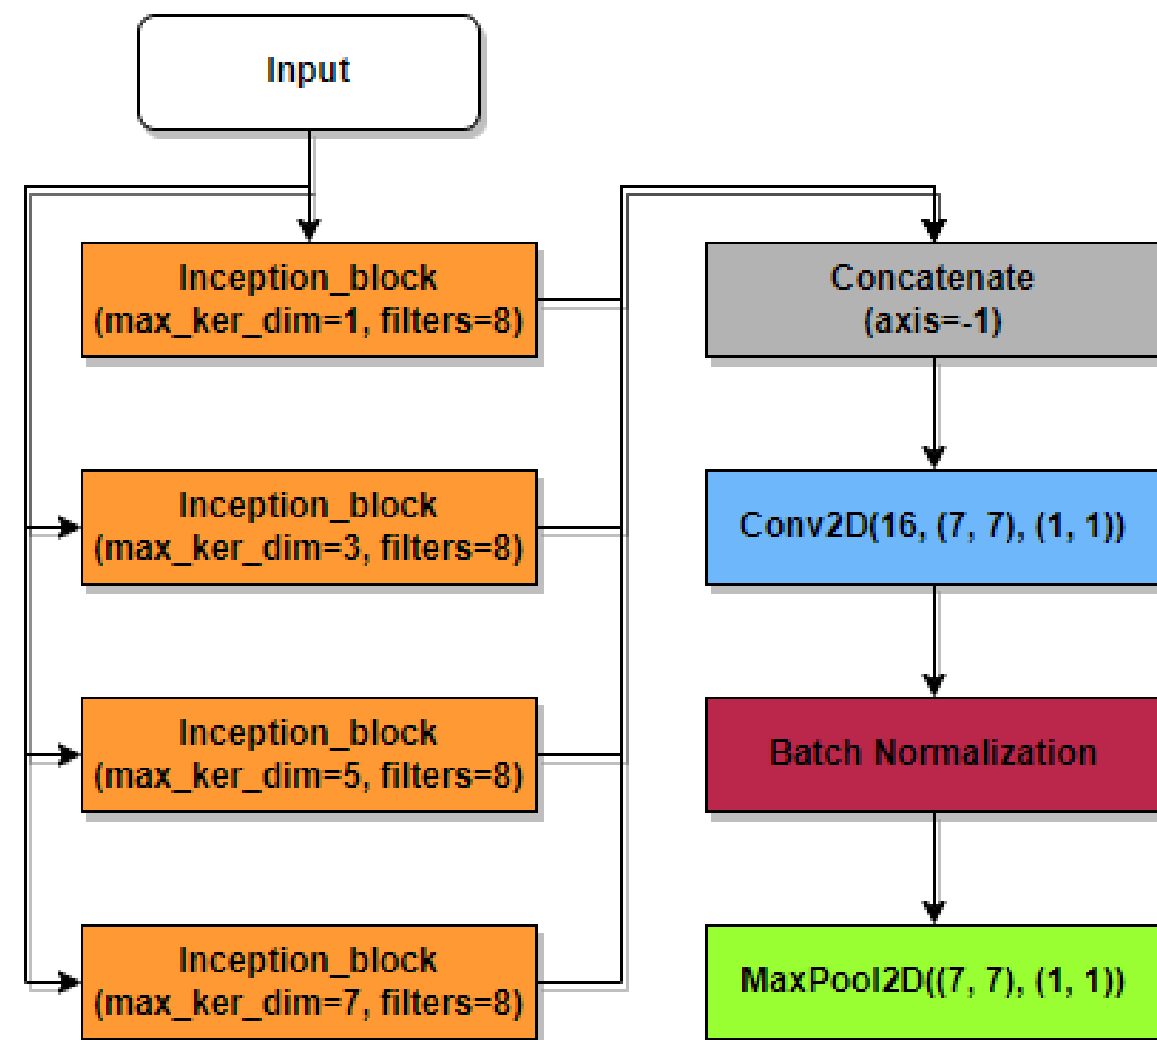 Input
Inception_block
(max_ker_dim=1, filters=8)
Inception_block
(max_ker_dim=3, filters=8)
Inception_block
(max_ker_dim=5, filters=8)
Inception_block
(max_ker_dim=7, filters=8)
Concatenate
(axis=-1)
Conv2D(16, (7, 7), (1, 1))
Batch Normalization
MaxPool2D((7, 7), (1, 1))